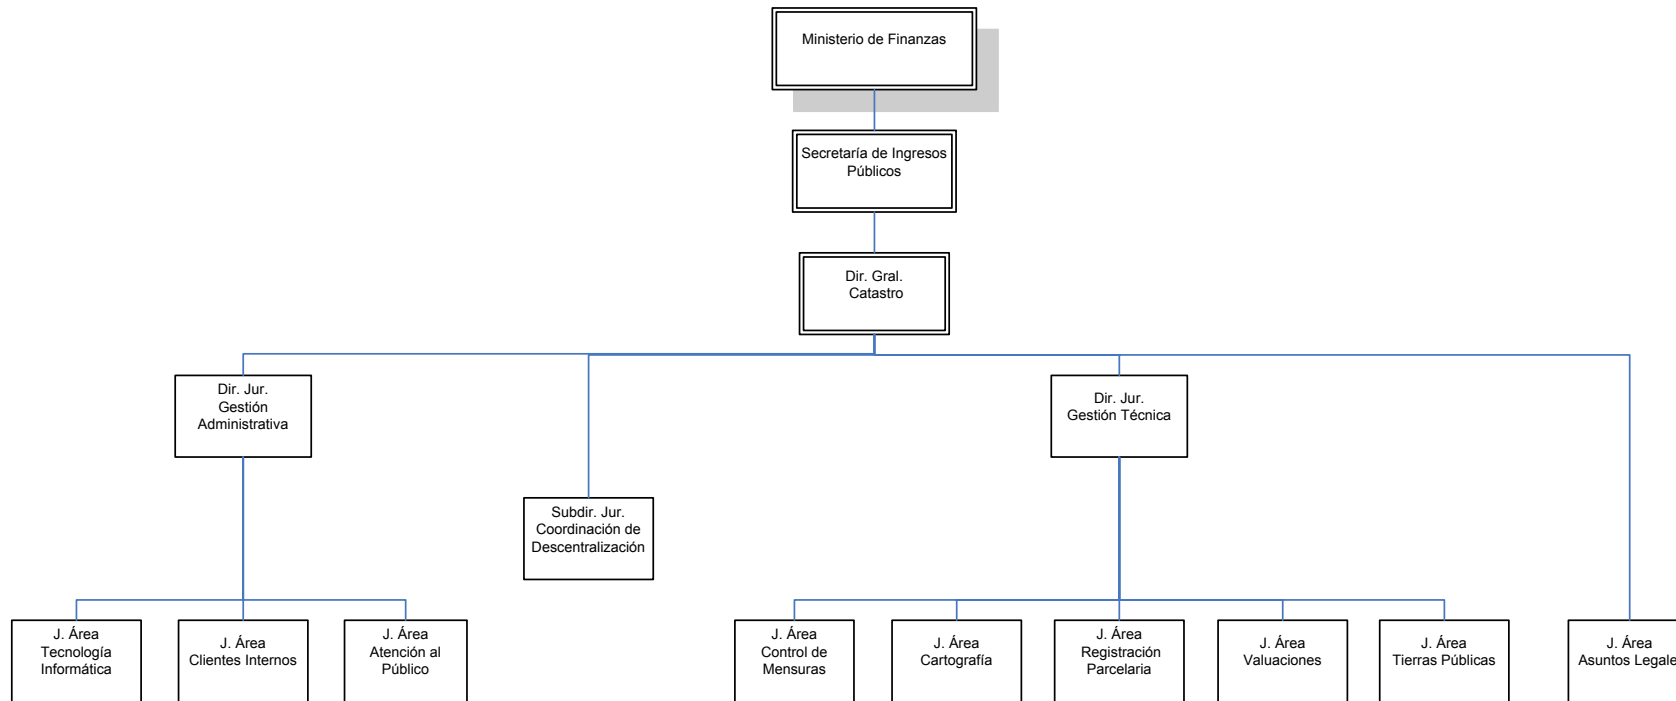 Ministerio de Finanzas
Secretaría de Ingresos
Públicos
Dir. Gral.
Catastro
Dir. Jur.
Gestión
Administrativa
Dir. Jur.
Gestión Técnica
Subdir. Jur.
Coordinación de
Descentralización
J. Área
Tecnología
Informática
J. Área
Clientes Internos
J. Área
Atención al
Público
J. Área
Control de
Mensuras
J. Área
Cartografía
J. Área
Registración
Parcelaria
J. Área
Valuaciones
J. Área
Tierras Públicas
J. Área
Asuntos Legale